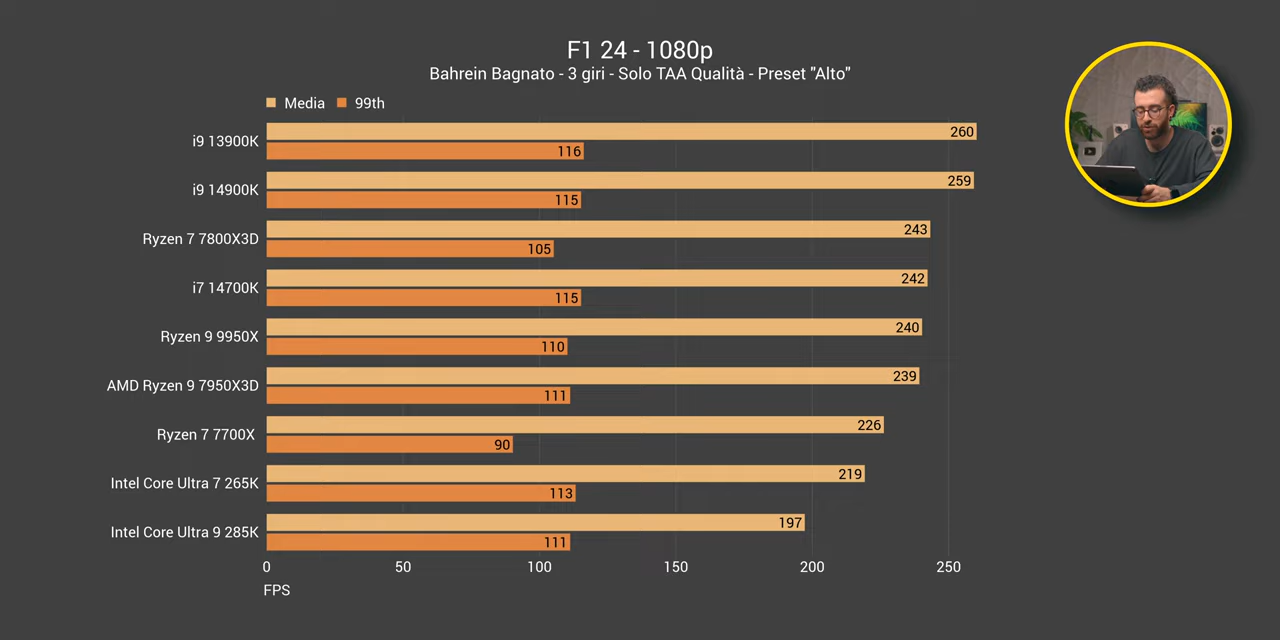 F1 24 - 1080p
Bahrein Bagnato - 3 giri - Solo TAA Qualità - Preset "Alto"
Media 99th
i9 13900K 260
116
i9 14900K 259
115
Ryzen 7 7800X3D 243
105
i7 14700K 242
115
Ryzen 9 9950X 240
110
AMD Ryzen 9 7950X3D 239
111
Ryzen 7 7700X 226
90
Intel Core Ultra 7 265K 219
113
Intel Core Ultra 9 285K 197
111
0 50 100 150 200 250
FPS